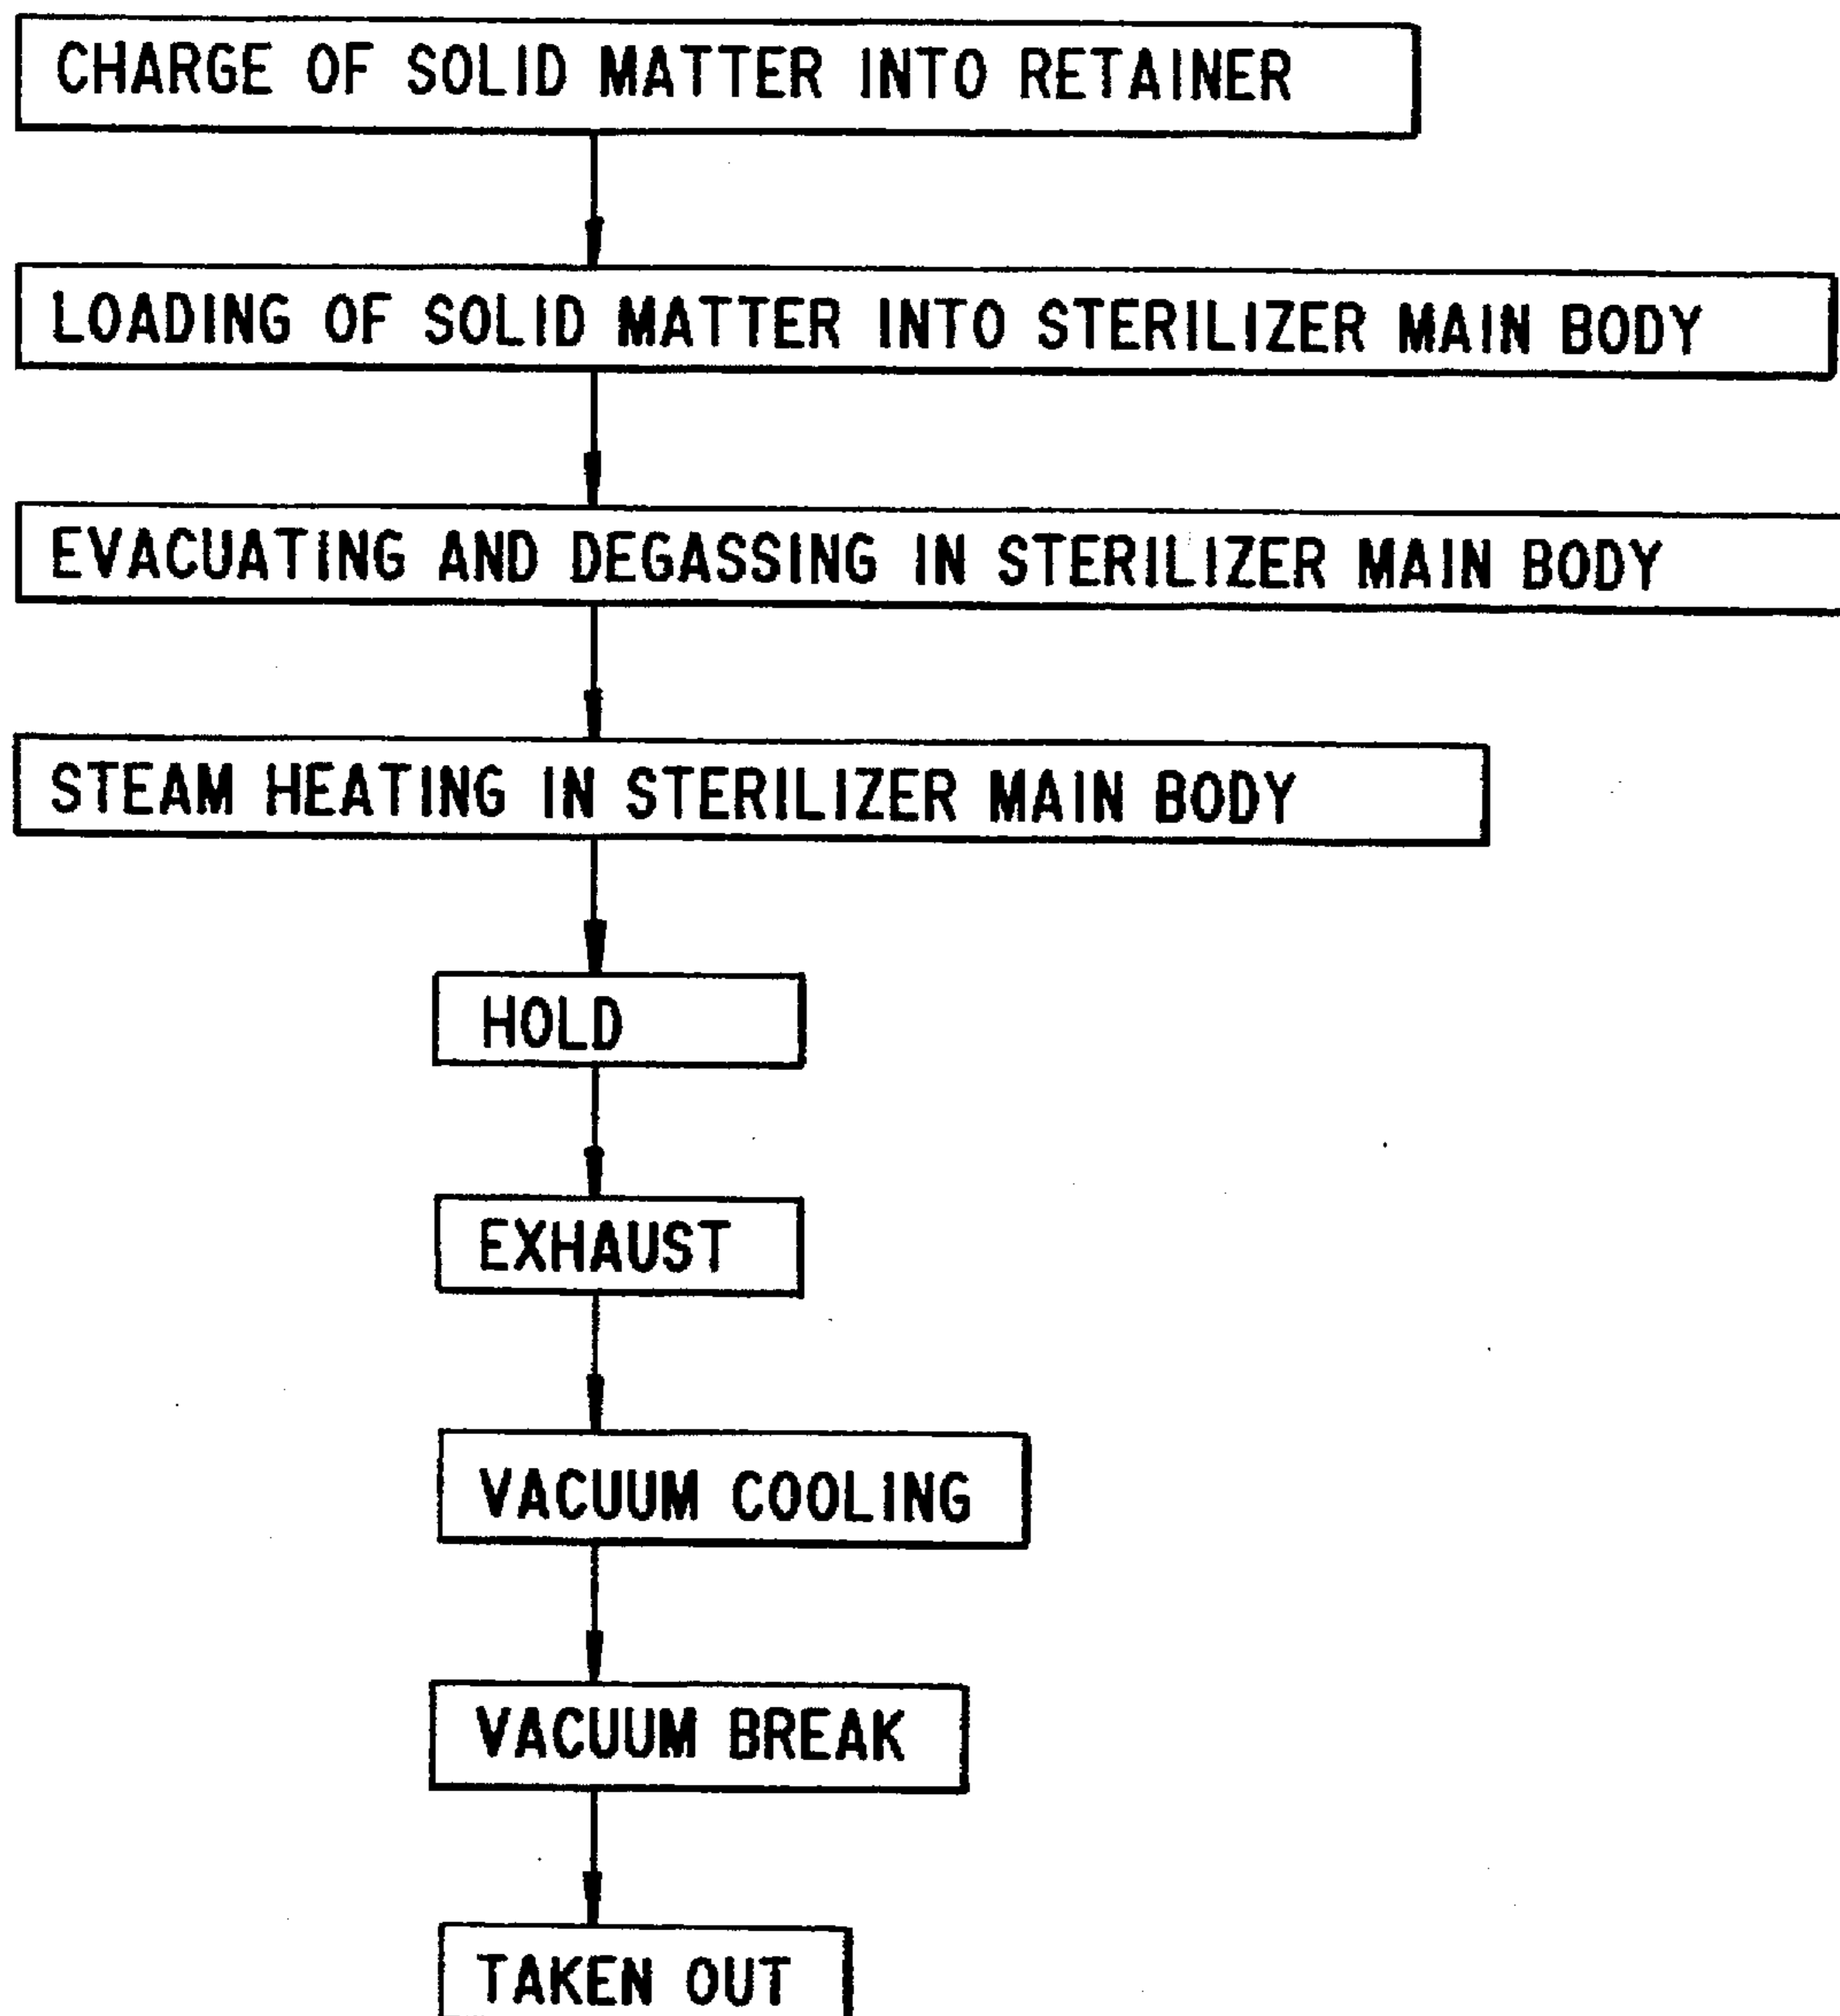 CHARGE OF SOLID MATTER INTO RETAINER
LOADING OF SOLID MATTER INTO STERILIZER MAIN BODY
EVACUATING AND DEGASSING IN STERILIZER MAIN BODY
STEAM HEATING IN STERILIZER MAIN BODY
HOLD
EXHAUST
VACUUM COOLING
VACUUM BREAK
TAKEN OUT